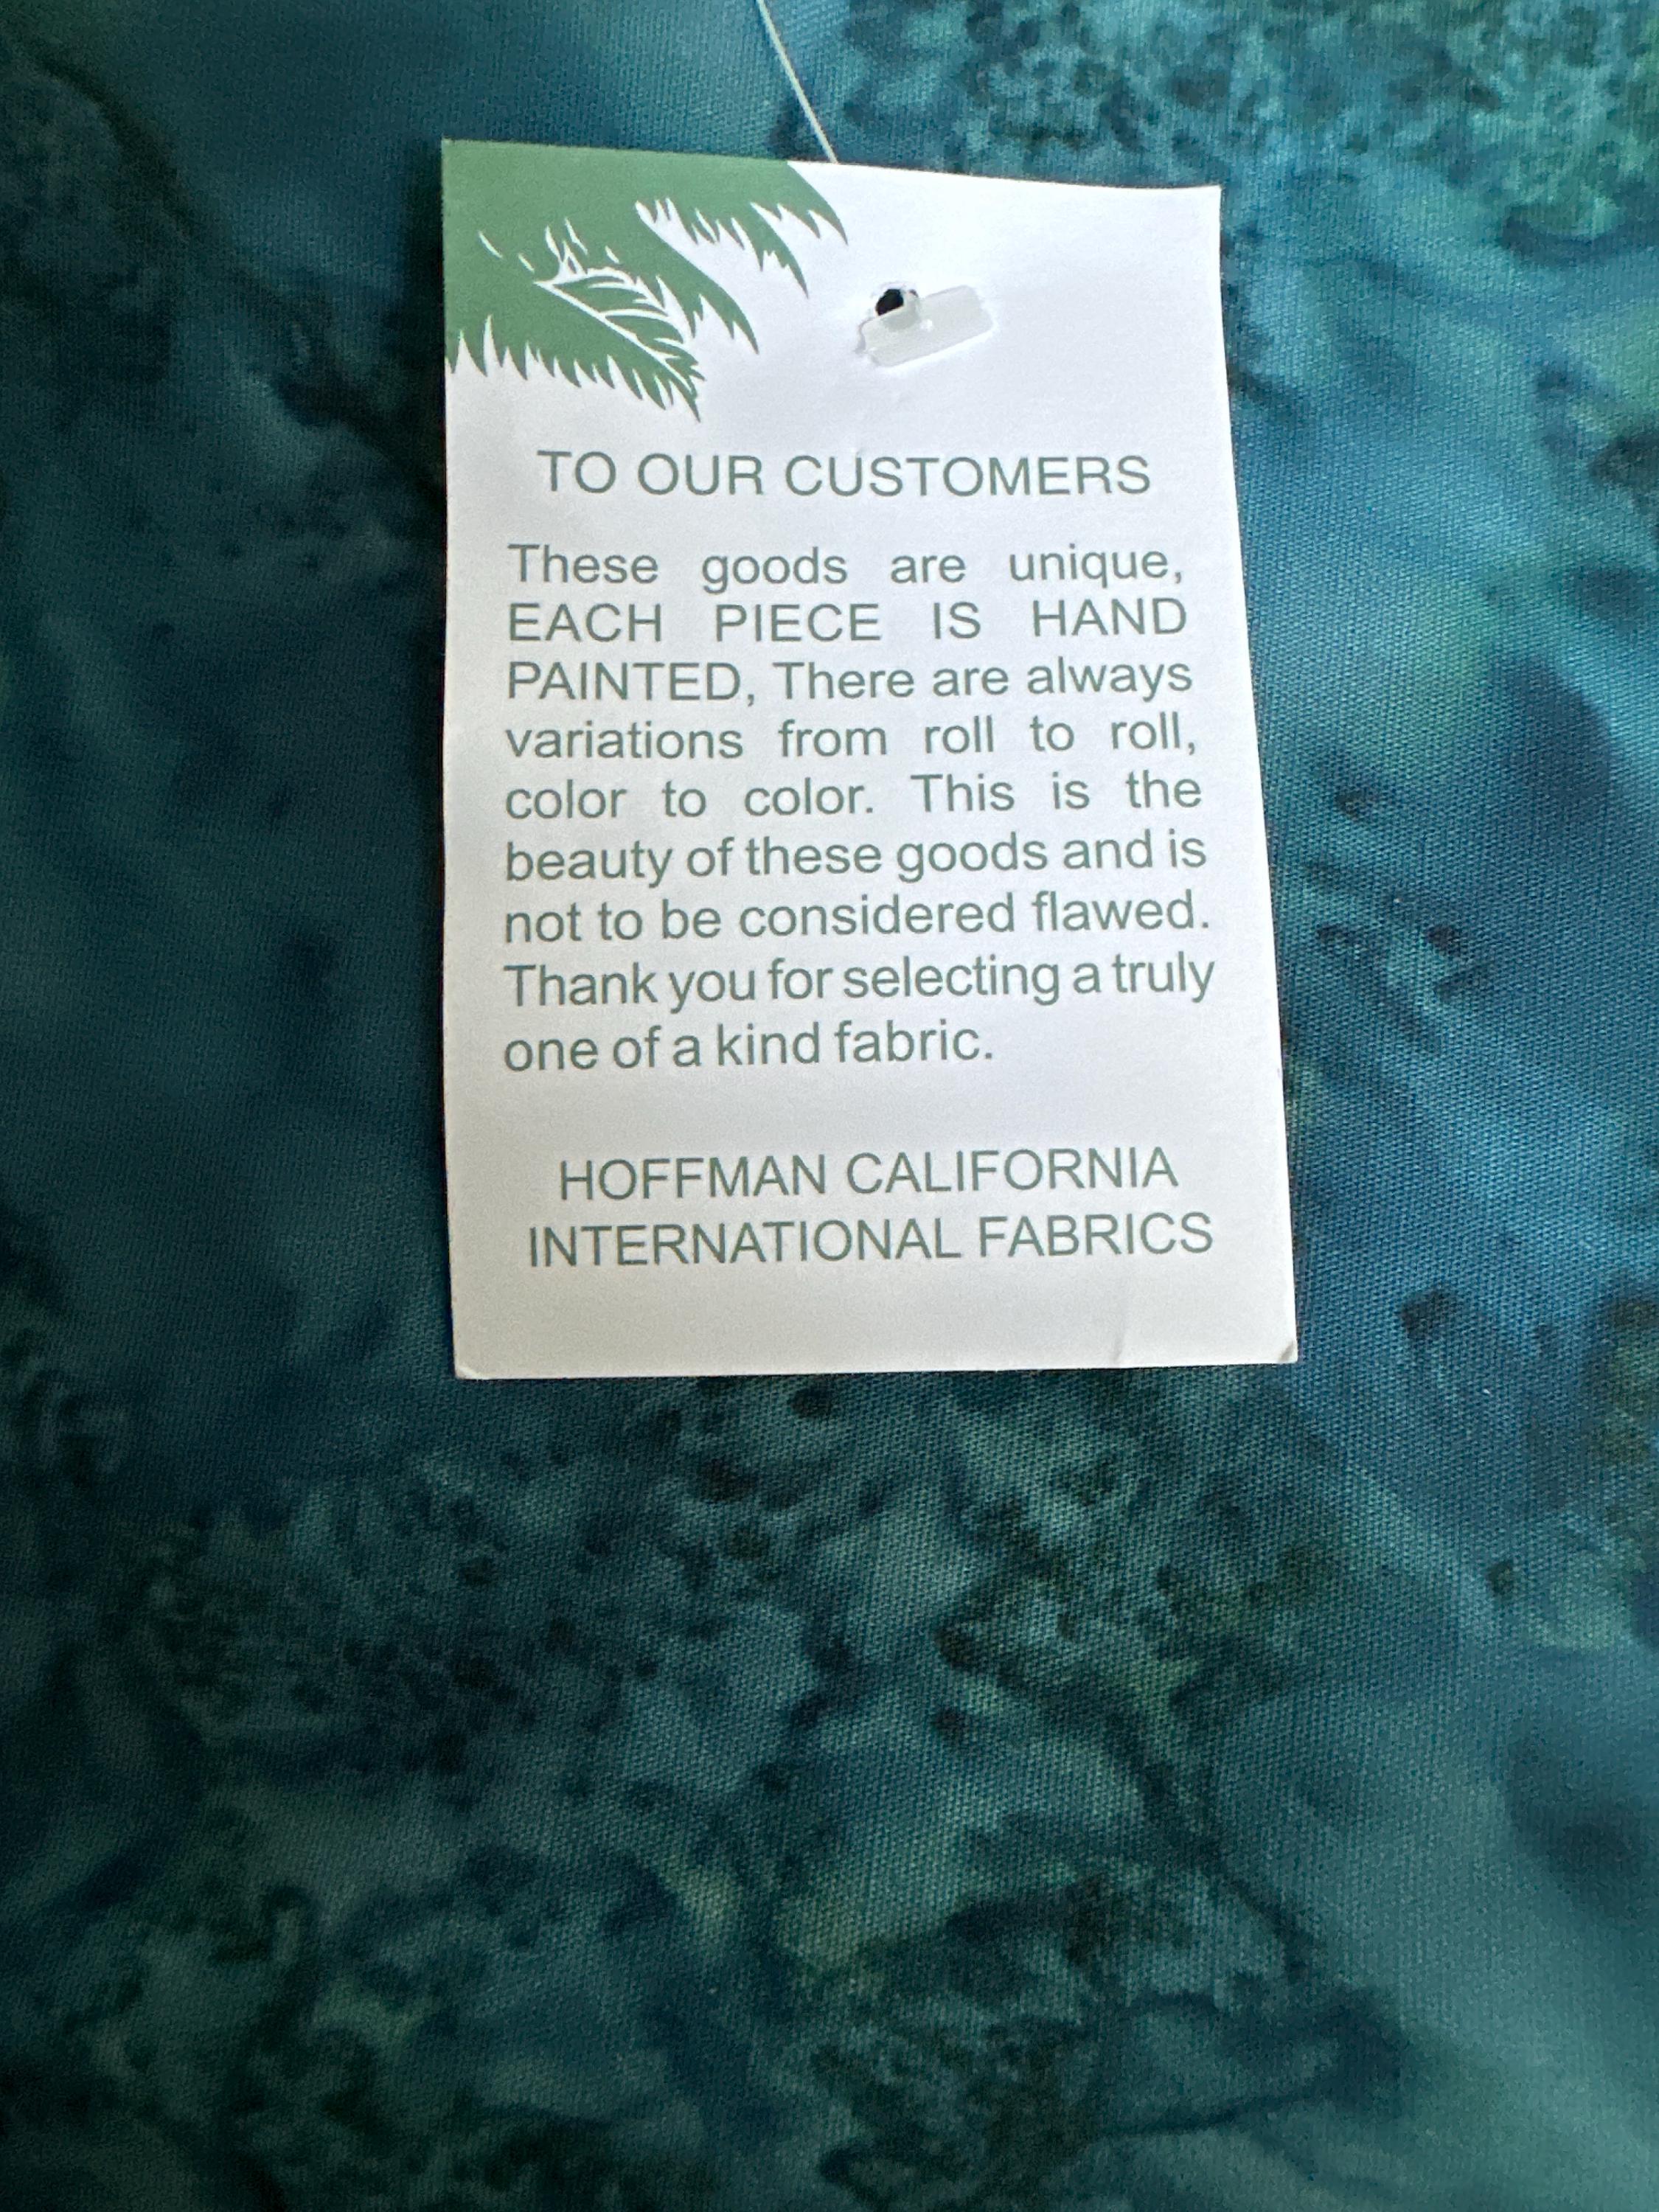 TO OUR CUSTOMERS
These goods are unique,
EACH PIECE IS HAND
PAINTED, There are always
variations from roll to roll,
color to color. This is the
beauty of these goods and is
not to be considered flawed.
Thank you for selecting a truly
one of a kind fabric.
HOFFMAN CALIFORNIA
INTERNATIONAL FABRICS